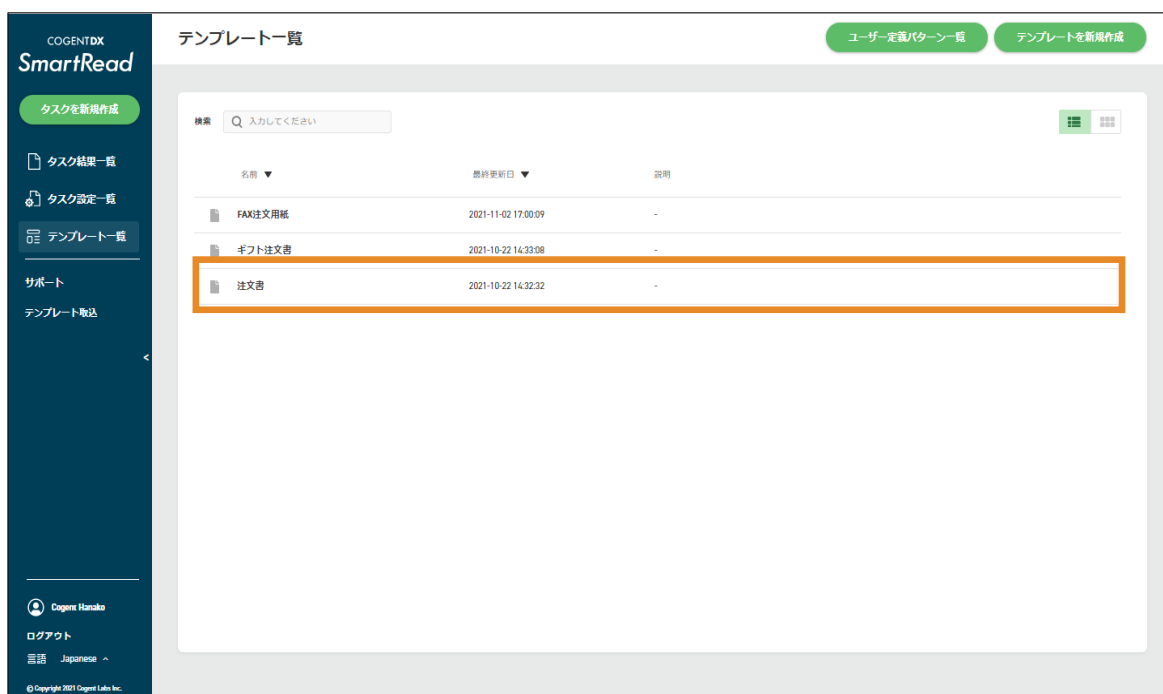 COGENTDX
SmartRead
タスクを新規作成
タスク結果一覧
タスク設定一覧
テンプレート一覧
サポート
テンプレート取込
<
Cogent Hanako
ログアウト
言語 Japanese
© Copyright 2021 Cogent Labs Inc.
テンプレート一覧
ユーザー定義パターン一覧
テンプレートを新規作成
検索 入力してください
名前 ▼ 最終更新日 ▼ 説明
FAX注文用紙 2021-11-02 17:00:09 -
ギフト注文書 2021-10-22 14:33:08 -
注文書 2021-10-22 14:32:32 -